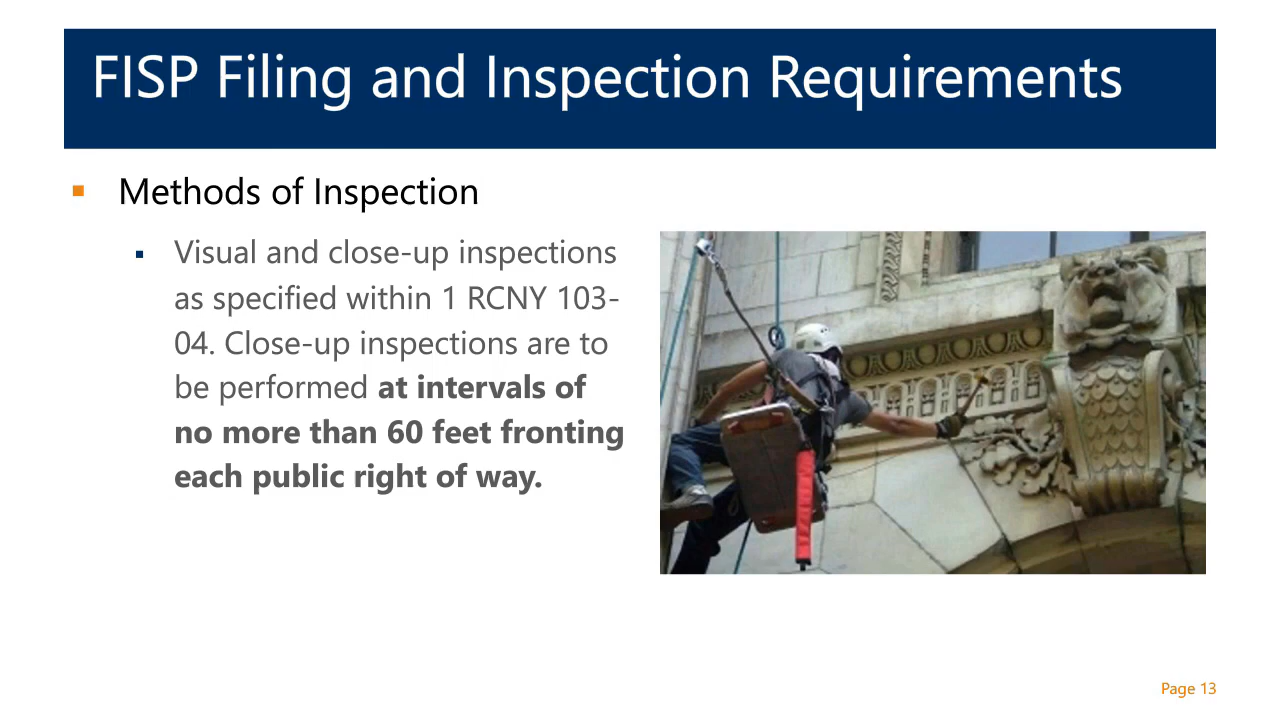 FISP Filing and Inspection Requirements
Methods of Inspection
Visual and close-up inspections
as specified within 1 RCNY 103-
04. Close-up inspections are to
be performed at intervals of
no more than 60 feet fronting
each public right of way.
Page 13